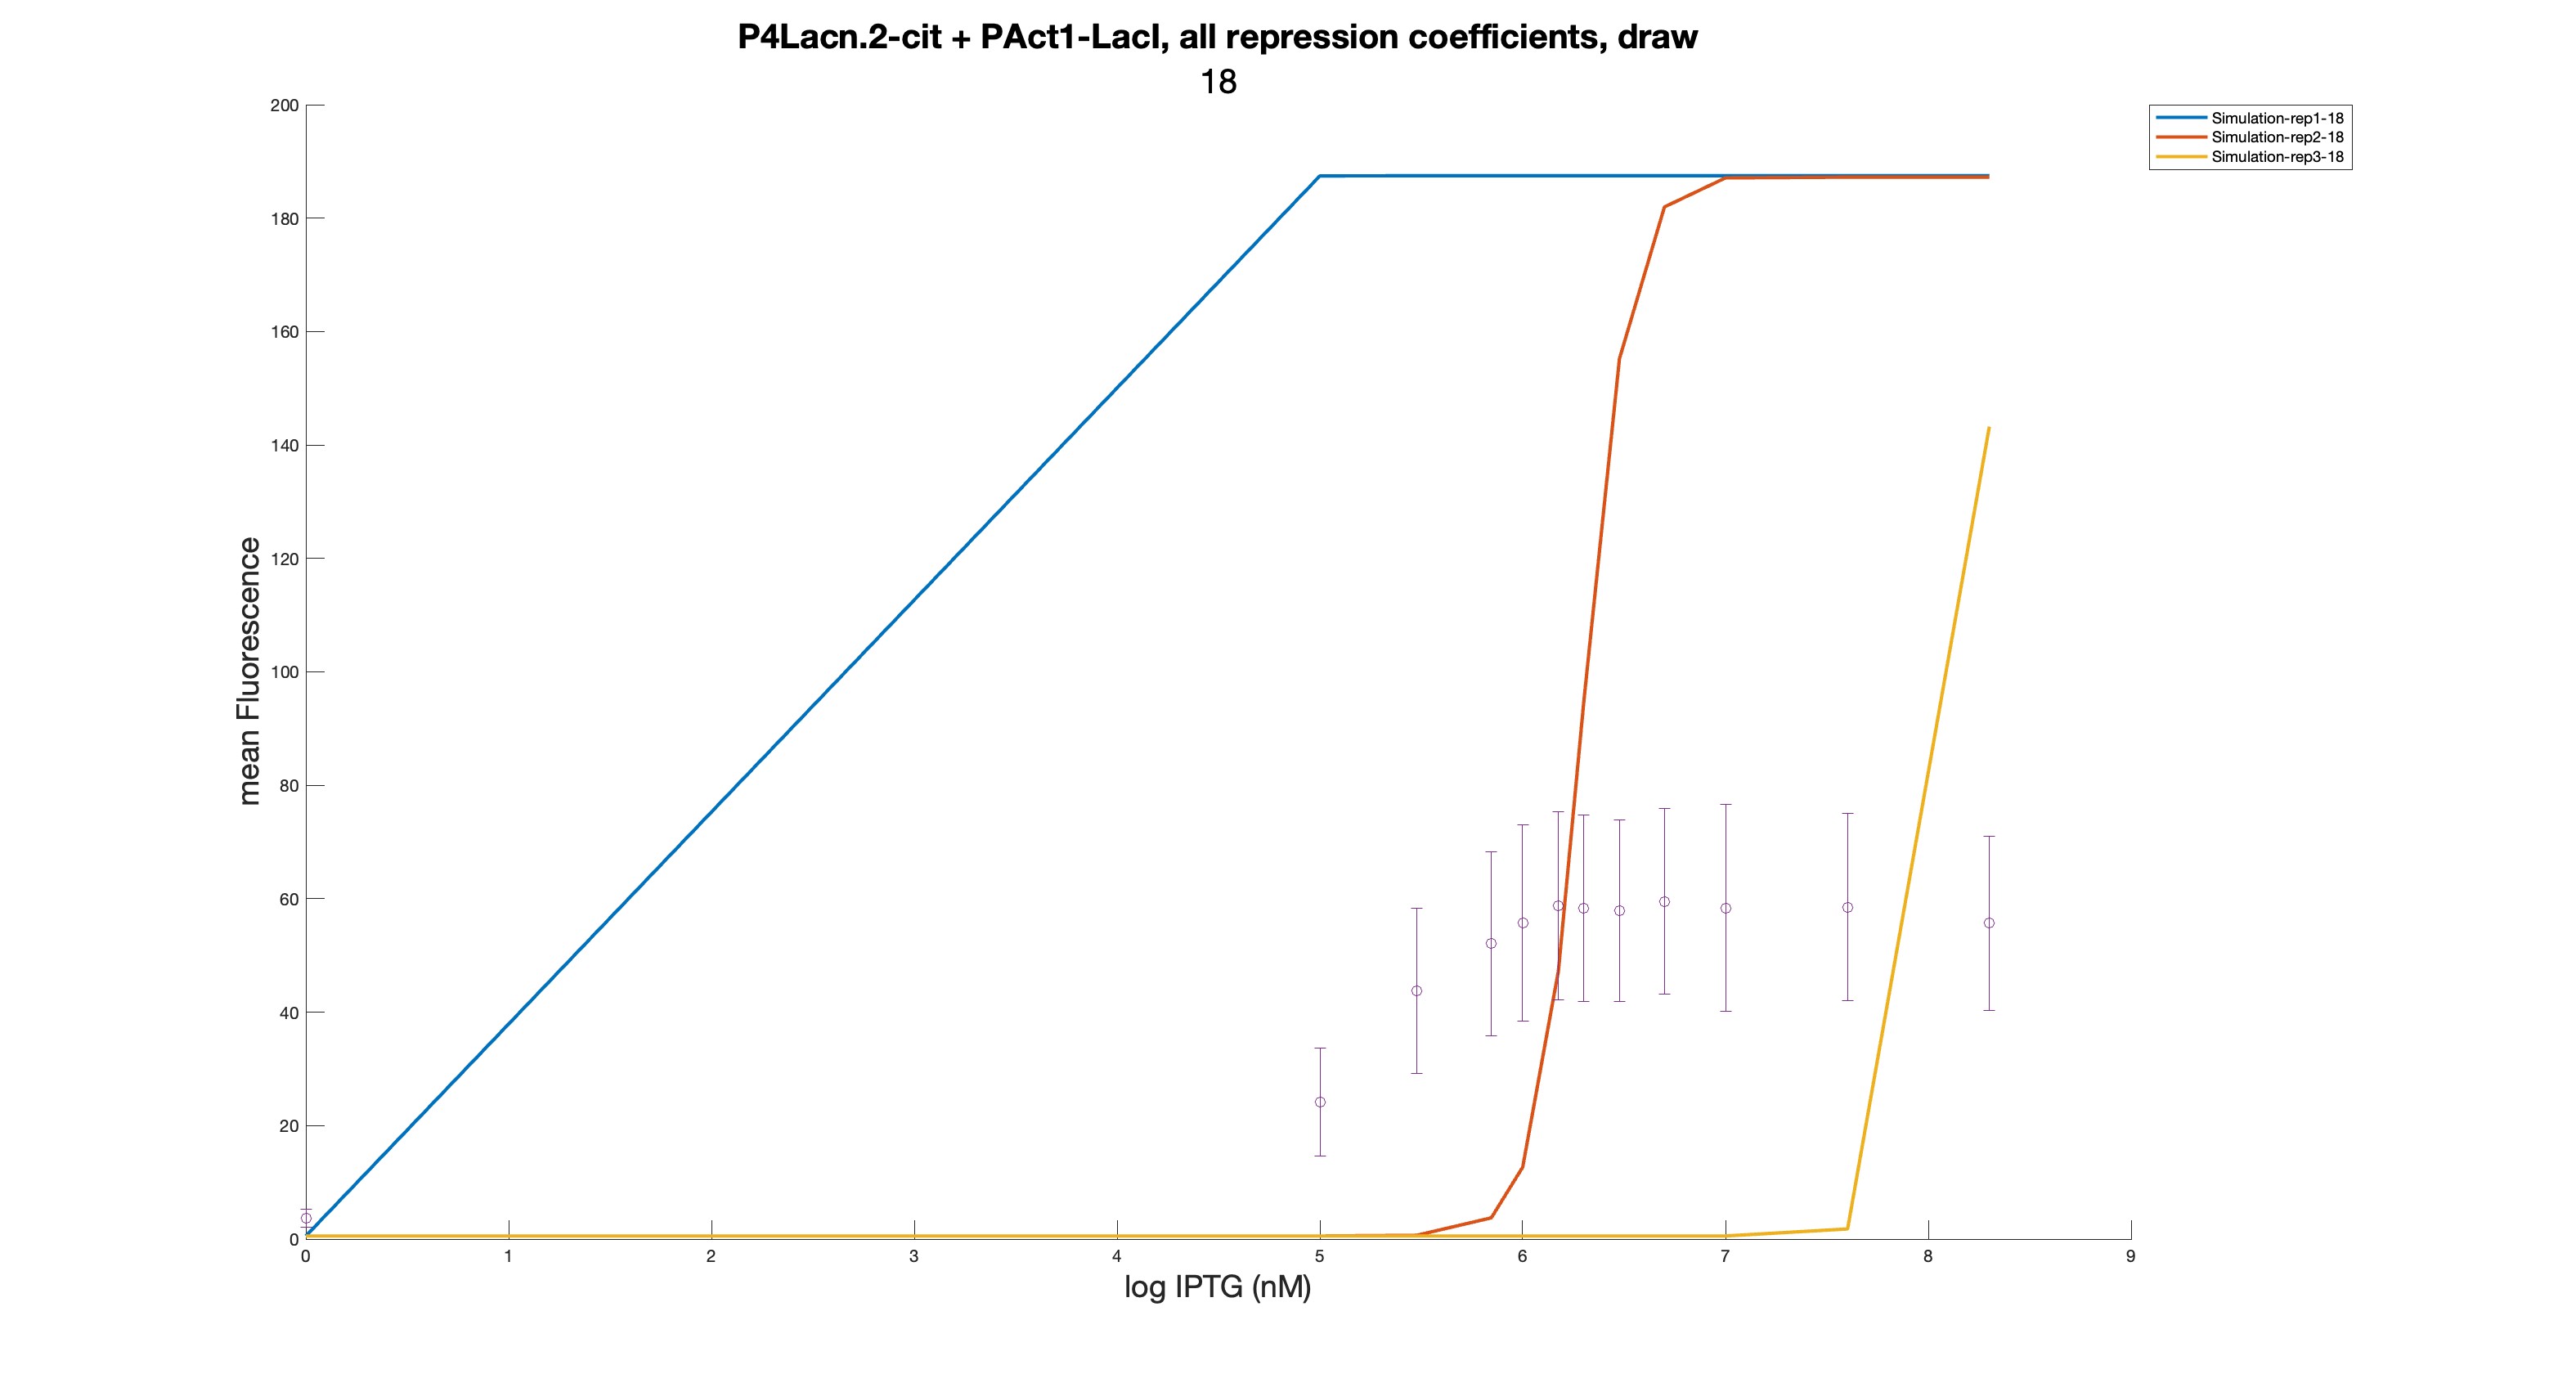 P4Lacn.2-cit + PAct1-LacI, all repression coefficients, draw
18
Simulation-rep1-18
Simulation-rep2-18
Simulation-rep3-18
mean Fluorescence
200
180
160
140
120
100
80
60
40
20
0
0 1 2 3 4 5 6 7 8 9
log IPTG (nM)